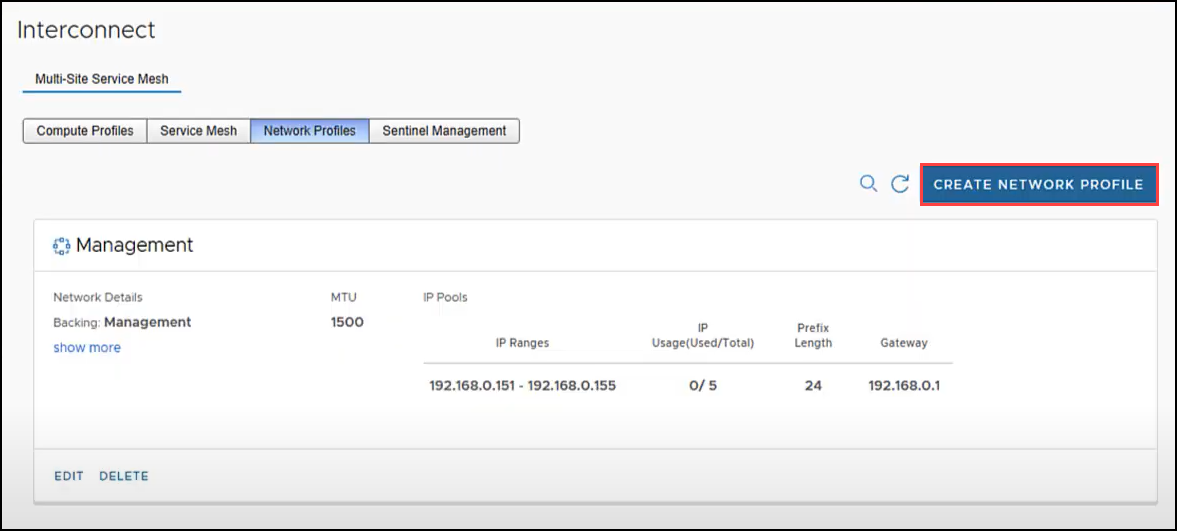 Interconnect
Multi-Site Service Mesh
Compute Profiles Service Mesh Network Profiles Sentinel Management
CREATE NETWORK PROFILE
Management
Network Details MTU IP Pools
Backing: Management 1500
show more
IP Ranges IP Usage(Used/Total) Prefix Length Gateway
192.168.0.151 - 192.168.0.155 0/ 5 24 192.168.0.1
EDIT DELETE